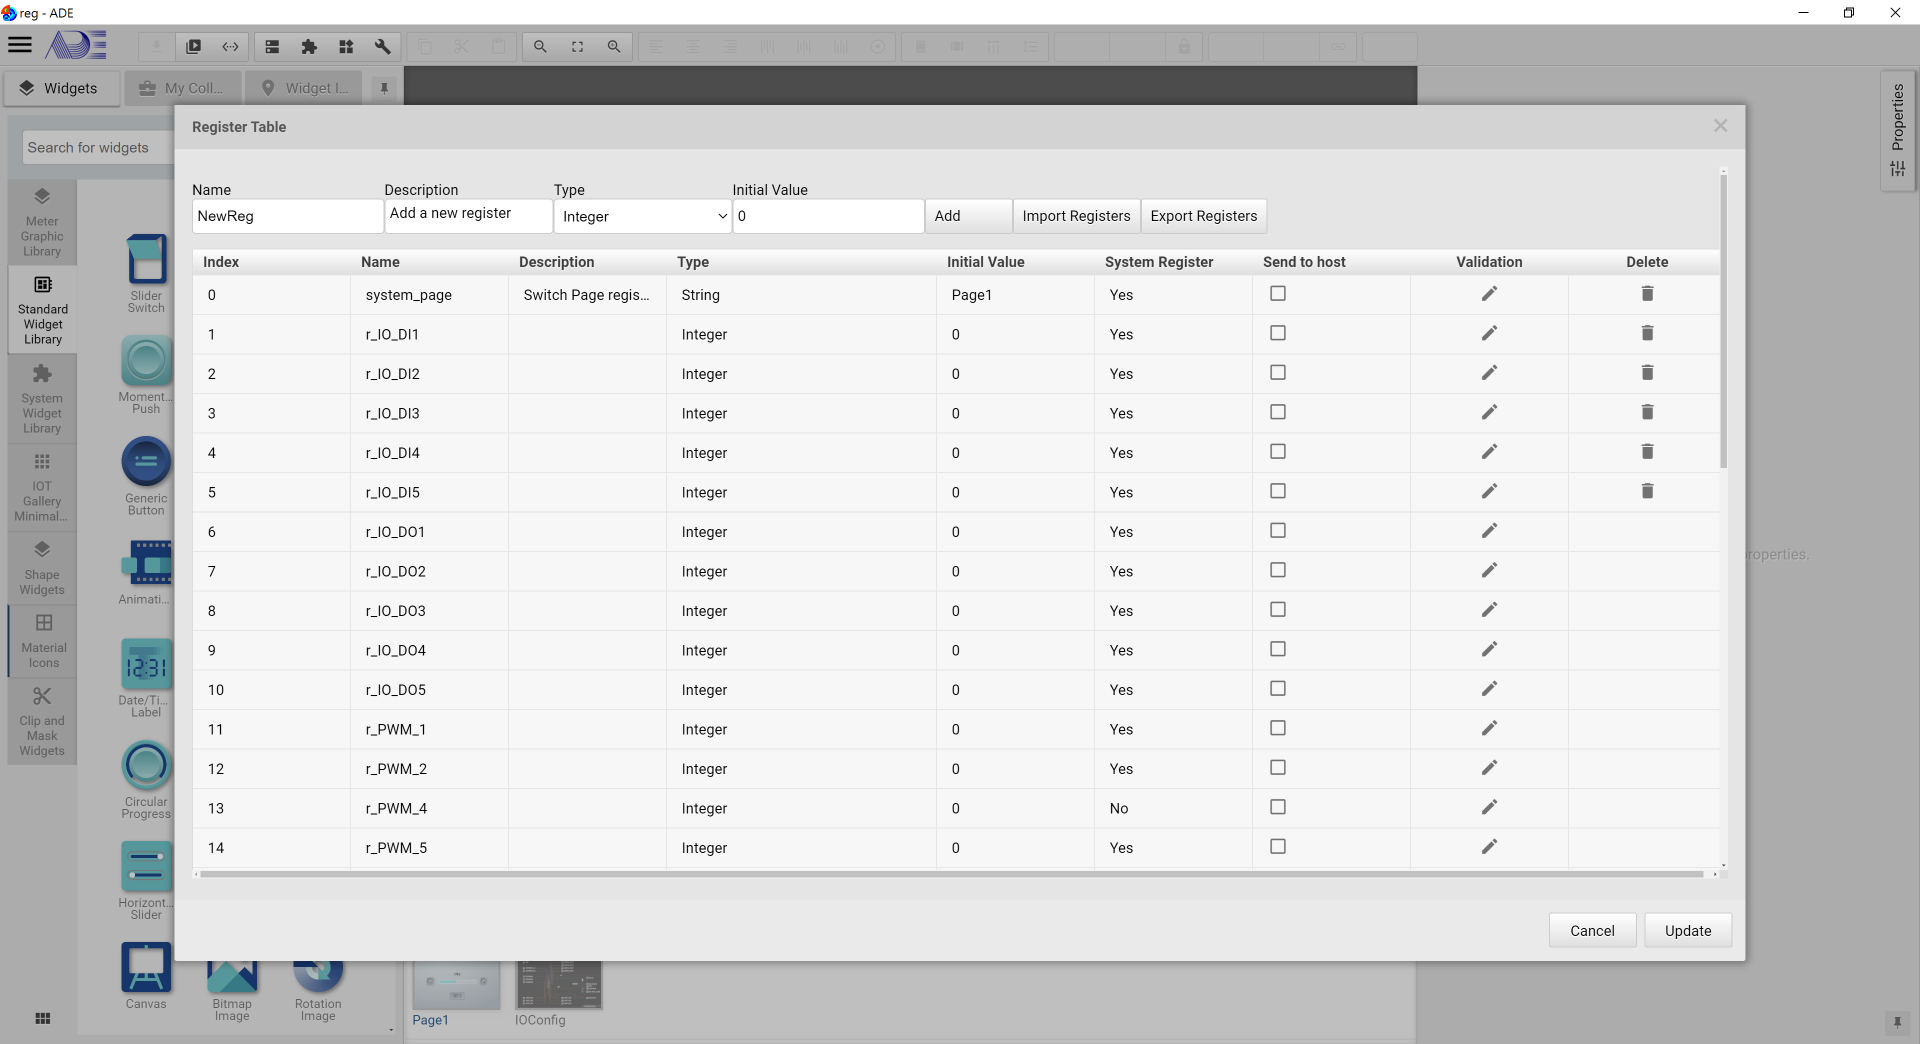 reg - ADE
ADE
Widgets
My Coll...
Widget I...
Properties
Register Table
Search for widgets
Name
Description
Type
Initial Value
NewReg
Add a new register
Integer
0
Add
Import Registers
Export Registers
Index Name Description Type Initial Value System Register Send to host Validation Delete
0 system_page Switch Page regis... String Page1 Yes
1 r_IO_DI1 Integer 0 Yes
2 r_IO_DI2 Integer 0 Yes
3 r_IO_DI3 Integer 0 Yes
4 r_IO_DI4 Integer 0 Yes
5 r_IO_DI5 Integer 0 Yes
6 r_IO_DO1 Integer 0 Yes
7 r_IO_DO2 Integer 0 Yes
8 r_IO_DO3 Integer 0 Yes
9 r_IO_DO4 Integer 0 Yes
10 r_IO_DO5 Integer 0 Yes
11 r_PWM_1 Integer 0 Yes
12 r_PWM_2 Integer 0 Yes
13 r_PWM_4 Integer 0 No
14 r_PWM_5 Integer 0 Yes
Cancel
Update
Meter
Graphic
Library
Standard
Widget
Library
System
Widget
Library
IOT
Gallery
Minimal...
Shape
Widgets
Material
Icons
Clip and
Mask
Widgets
Slider
Switch
Moment...
Push
Generic
Button
Animati...
12:31
Date/Ti...
Label
Circular
Progress
Horizont...
Slider
Canvas
Bitmap
Image
Rotation
Image
Page1
IOConfig
roperties.